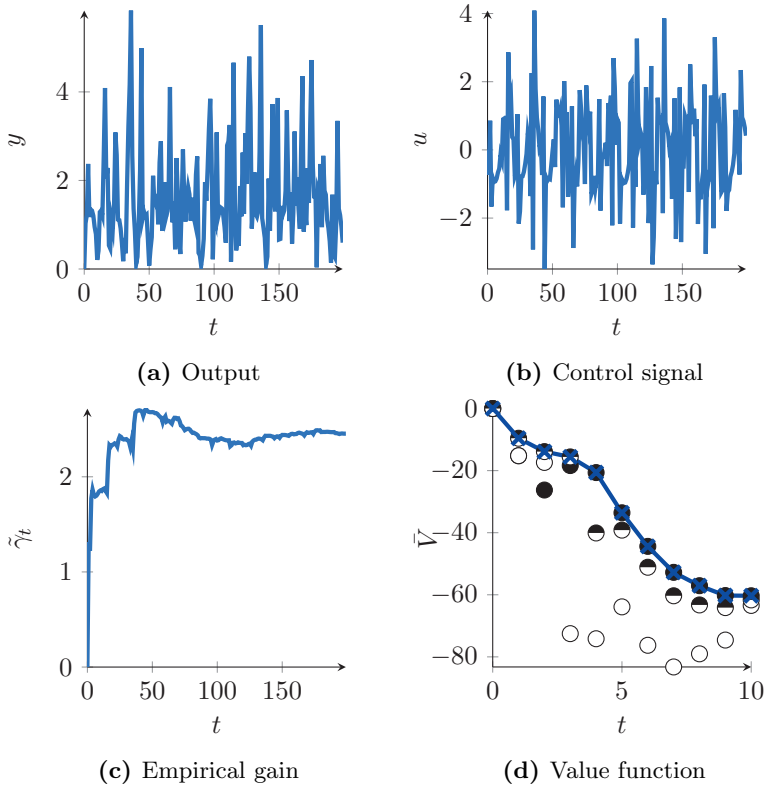 4
2
0
y
0
50
100
150
t
(a) Output
4
2
0
−2
u
0
50
100
150
t
(b) Control signal
2
1
0
γ̃t
0
50
100
150
t
(c) Empirical gain
0
−20
−40
−60
−80
V̄
0
5
10
t
(d) Value function